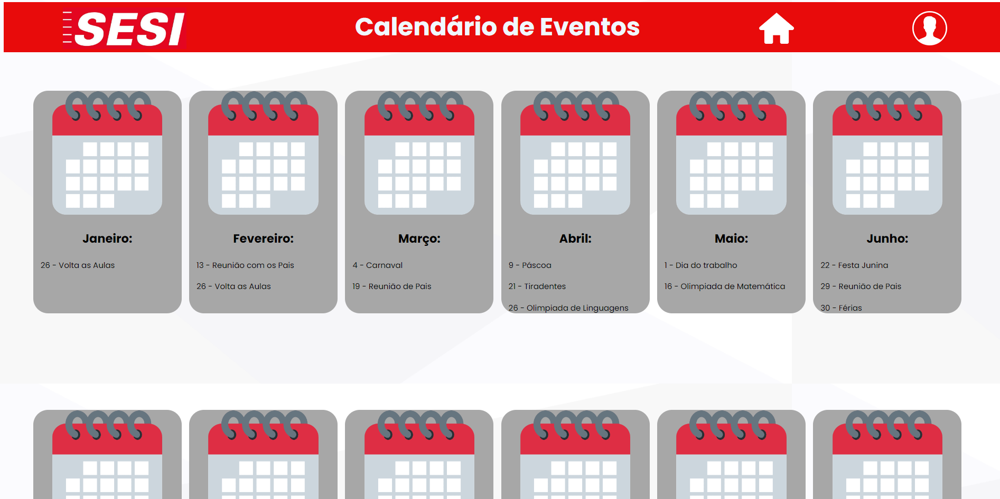 SESI
Calendário de Eventos
Janeiro:
26 - Volta as Aulas
Fevereiro:
13 - Reunião com os Pais
26 - Volta as Aulas
Março:
4 - Carnaval
19 - Reunião de Pais
Abril:
9 - Páscoa
21 - Tiradentes
26 - Olimpiada de Linguagens
Maio:
1 - Dia do trabalho
16 - Olimpiada de Matemática
Junho:
22 - Festa Junina
29 - Reunião de Pais
30 - Férias